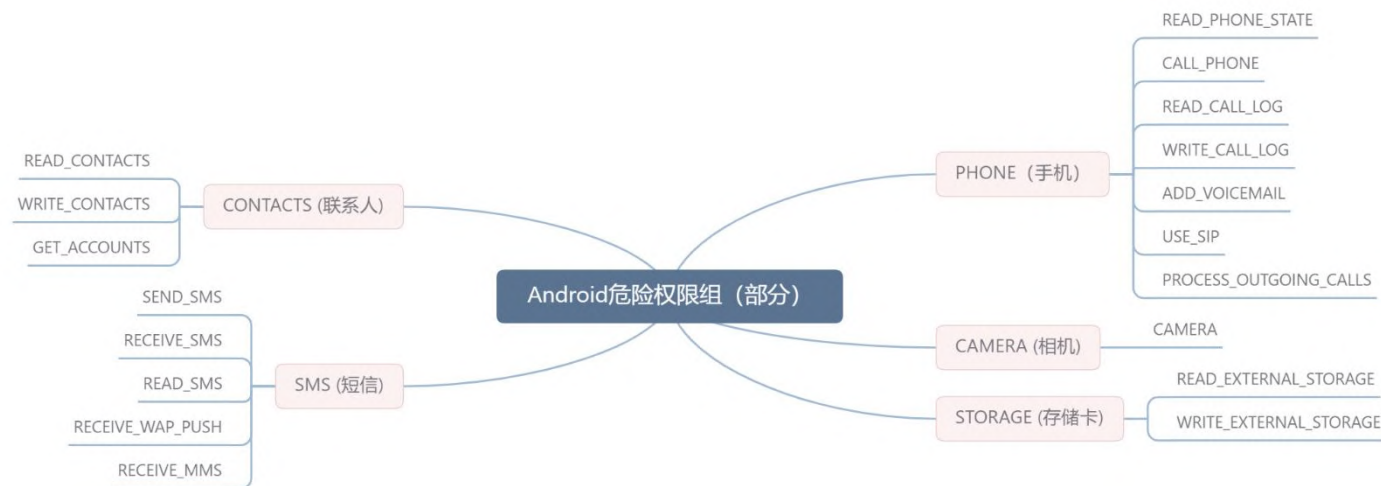 Android危险权限组（部分）
CONTACTS (联系人)
READ_CONTACTS
WRITE_CONTACTS
GET_ACCOUNTS
SMS (短信)
SEND_SMS
RECEIVE_SMS
READ_SMS
RECEIVE_WAP_PUSH
RECEIVE_MMS
PHONE（手机）
READ_PHONE_STATE
CALL_PHONE
READ_CALL_LOG
WRITE_CALL_LOG
ADD_VOICEMAIL
USE_SIP
PROCESS_OUTGOING_CALLS
CAMERA (相机)
CAMERA
STORAGE (存储卡)
READ_EXTERNAL_STORAGE
WRITE_EXTERNAL_STORAGE